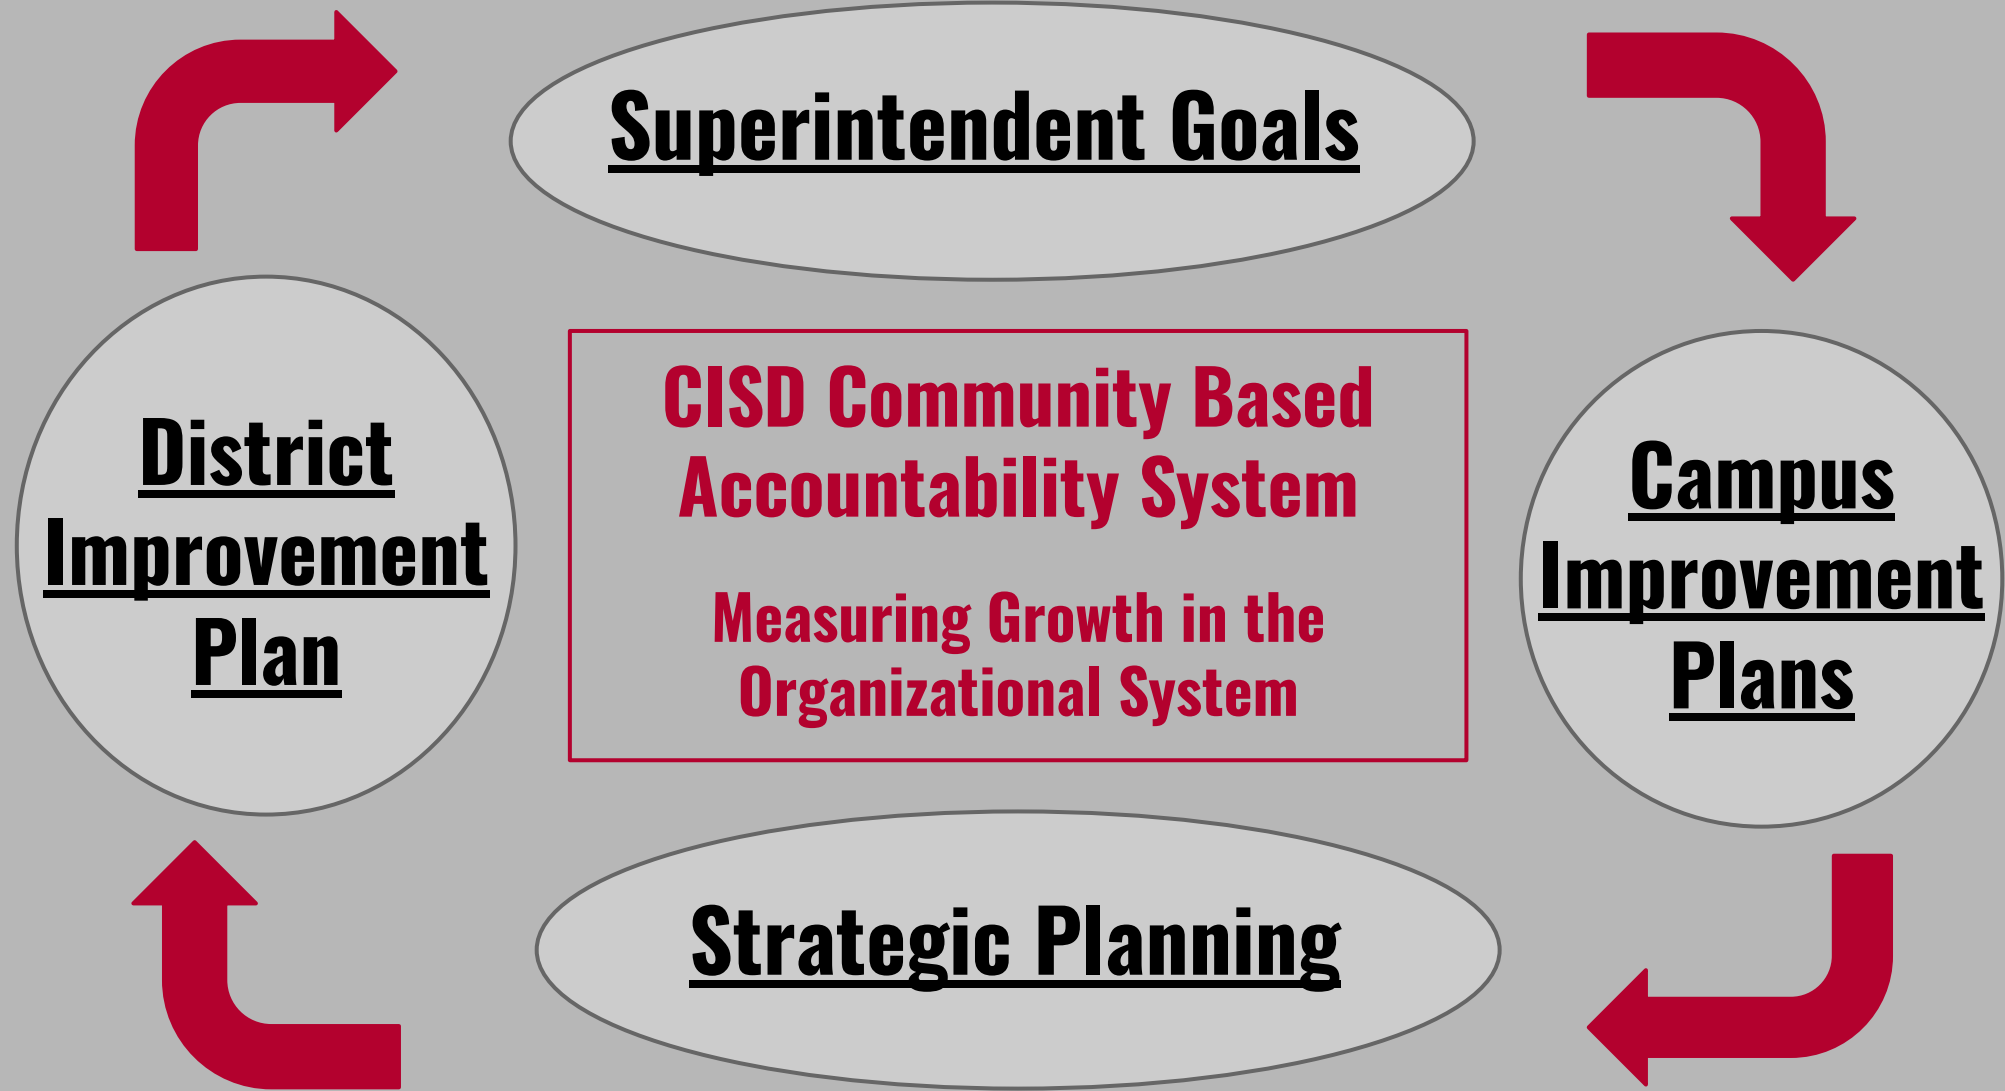 Superintendent Goals
District
Improvement
Plan
CISD Community Based
Accountability System
Measuring Growth in the
Organizational System
Campus
Improvement
Plans
Strategic Planning